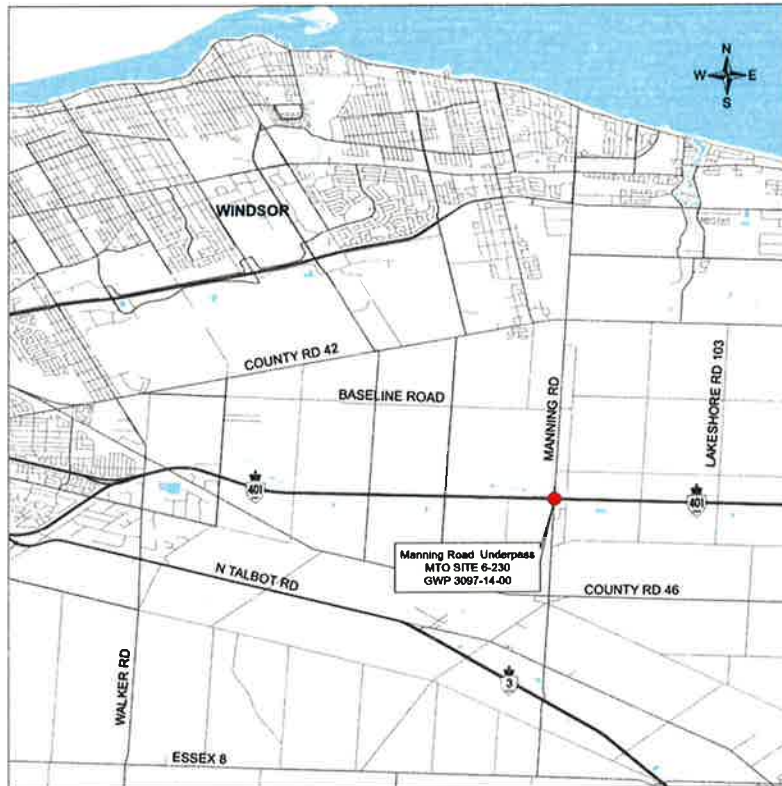 N
W E
S
WINDSOR
COUNTY RD 42
BASELINE ROAD
MANNING RD
LAKESHORE RD 103
401
401
Manning Road Underpass
MTO SITE 6-230
GWP 3097-14-00
N TALBOT RD
COUNTY RD 46
WALKER RD
3
ESSEX 8